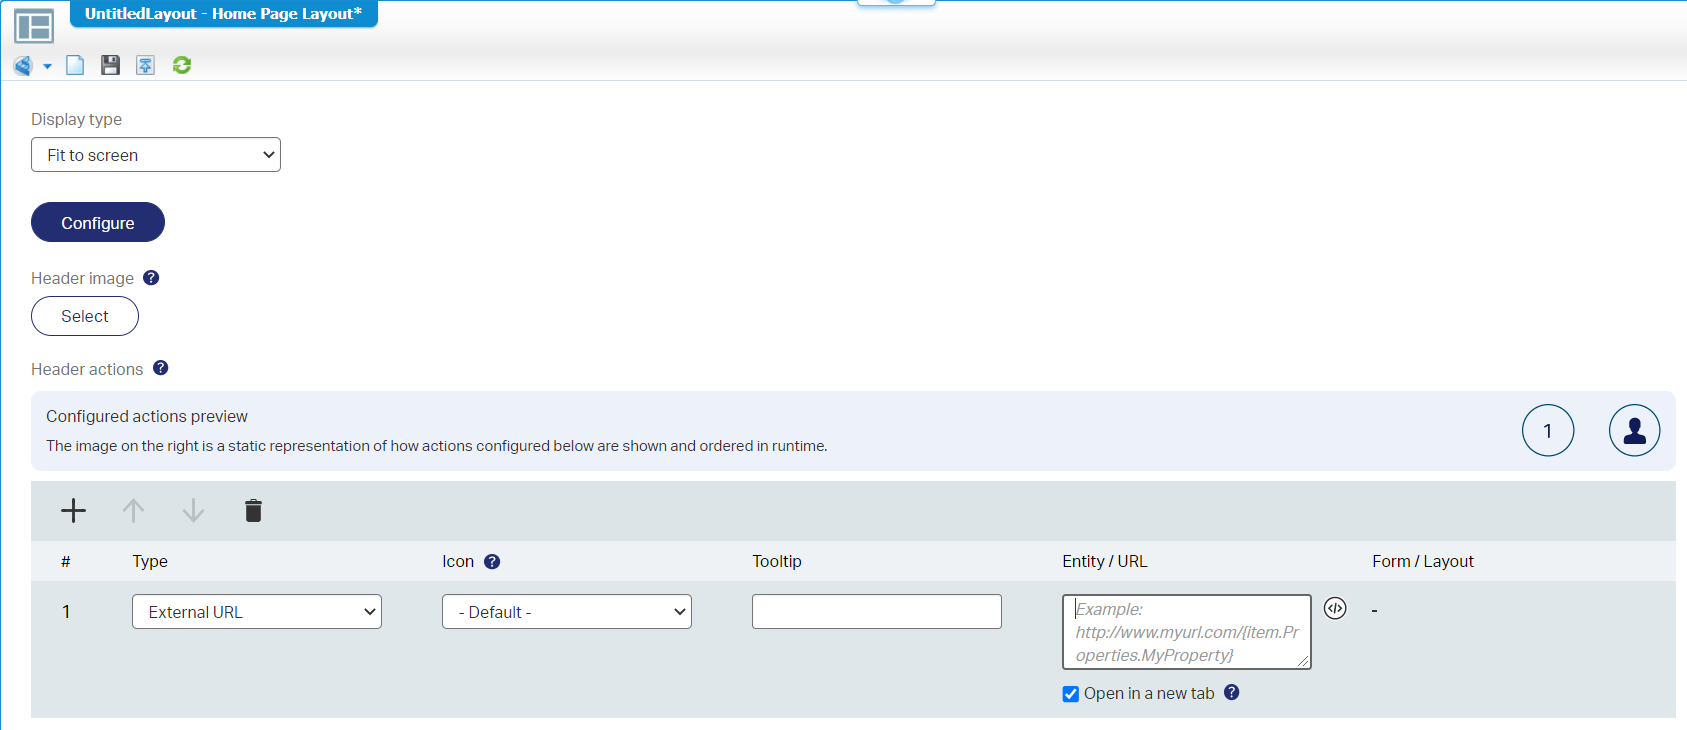 UntitledLayout - Home Page Layout*
Display type
Fit to screen
Configure
Header image ?
Select
Header actions ?
Configured actions preview
The image on the right is a static representation of how actions configured below are shown and ordered in runtime.
1
# Type Icon ? Tooltip Entity / URL Form / Layout
1 External URL - Default - Example: </> -
http://www.myurl.com/{item.Pr
operties.MyProperty}
Open in a new tab ?